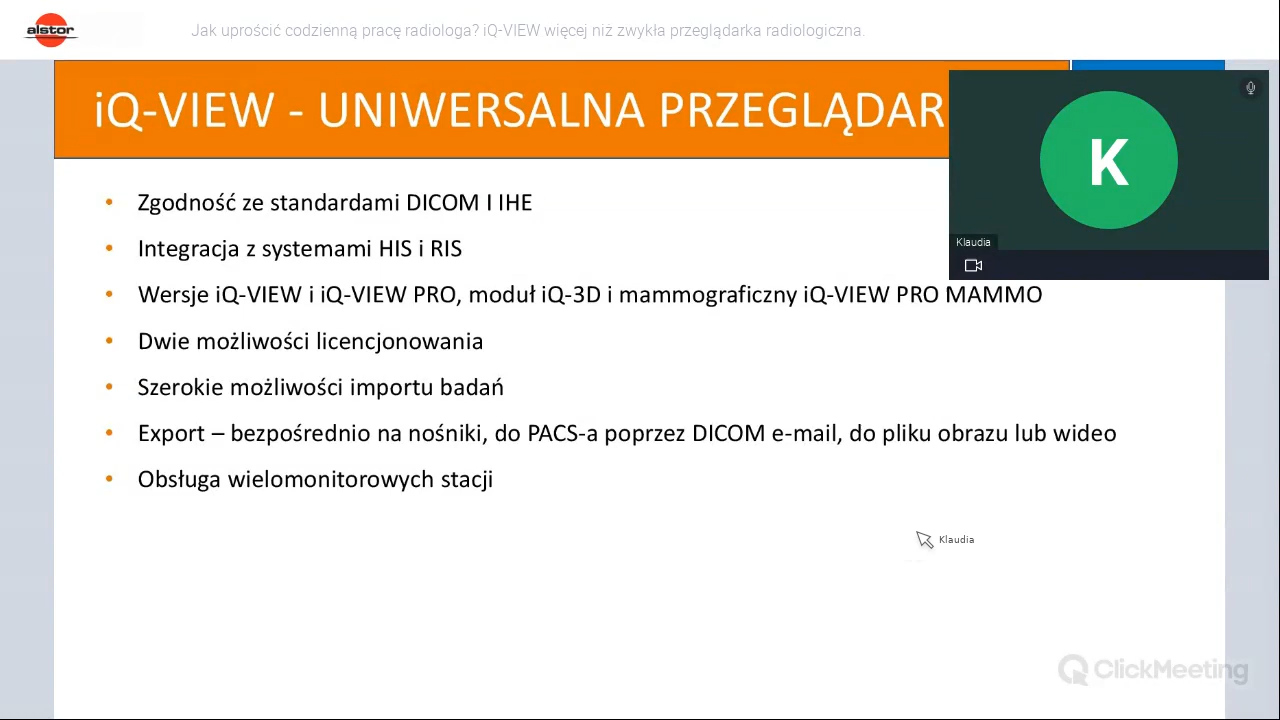 alstor
Jak uprościć codzienną pracę radiologa? iQ-VIEW więcej niż zwykła przeglądarka radiologiczna.
iQ-VIEW - UNIWERSALNA PRZEGLĄDAR
K
Klaudia
• Zgodność ze standardami DICOM I IHE
• Integracja z systemami HIS i RIS
• Wersje iQ-VIEW i iQ-VIEW PRO, moduł iQ-3D i mammograficzny iQ-VIEW PRO MAMMO
• Dwie możliwości licencjonowania
• Szerokie możliwości importu badań
• Export – bezpośrednio na nośniki, do PACS-a poprzez DICOM e-mail, do pliku obrazu lub wideo
• Obsługa wielomonitorowych stacji
Klaudia
ClickMeeting